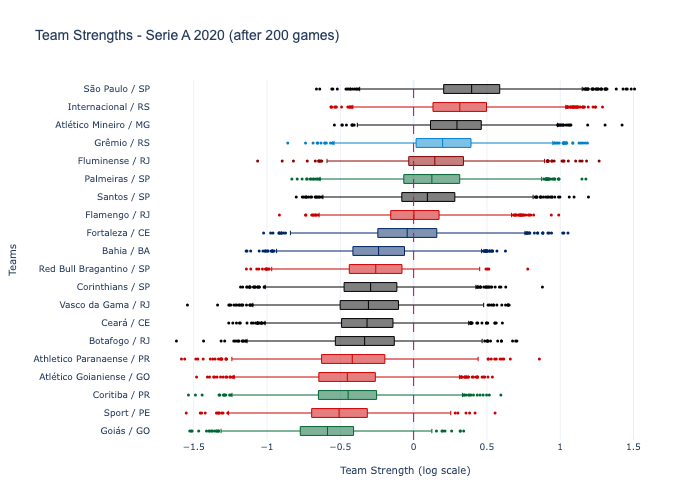 Team Strengths - Serie A 2020 (after 200 games)
São Paulo / SP
Internacional / RS
Atlético Mineiro / MG
Grêmio / RS
Fluminense / RJ
Palmeiras / SP
Santos / SP
Flamengo / RJ
Fortaleza / CE
Bahia / BA
Red Bull Bragantino / SP
Corinthians / SP
Vasco da Gama / RJ
Ceará / CE
Botafogo / RJ
Athletico Paranaense / PR
Atlético Goianiense / GO
Coritiba / PR
Sport / PE
Goiás / GO
Teams
−1.5 −1 −0.5 0 0.5 1 1.5
Team Strength (log scale)